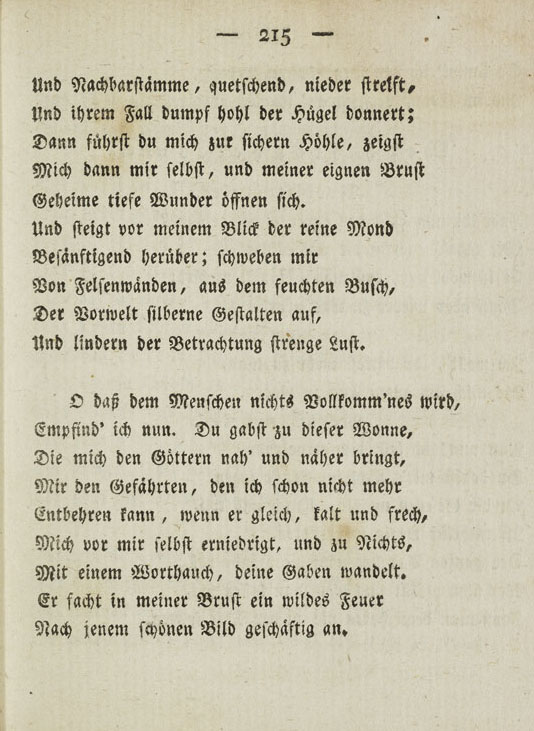 — 215 —
Und Nachbarstämme, quetschend, nieder streift,
Und ihrem Fall dumpf hohl der Hügel donnert;
Dann führst du mich zur sichern Höhle, zeigst
Mich dann mir selbst, und meiner eignen Brust
Geheime tiefe Wunder öffnen sich.
Und steigt vor meinem Blick der reine Mond
Besänftigend herüber; schweben mir
Von Felsenwänden, aus dem feuchten Busch,
Der Vorwelt silberne Gestalten auf,
Und lindern der Betrachtung strenge Lust.
O daß dem Menschen nichts Vollkomm'nes wird,
Empfind' ich nun. Du gabst zu dieser Wonne,
Die mich den Göttern nah' und näher bringt,
Mir den Gefährten, den ich schon nicht mehr
Entbehren kann, wenn er gleich, kalt und frech,
Mich vor mir selbst erniedrigt, und zu Nichts,
Mit einem Worthauch, deine Gaben wandelt.
Er facht in meiner Brust ein wildes Feuer
Nach jenem schönen Bild geschäftig an.